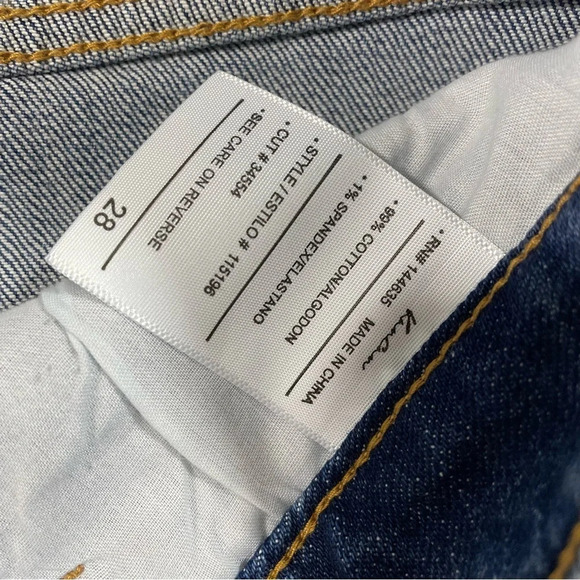 KanCan
MADE IN CHINA
• RN# 144635
• 99% COTTON/ALGODON
• 1% SPANDEX/ELASTANO
• STYLE / ESTILO # 115196
• CUT # 34554
• SEE CARE ON REVERSE
28